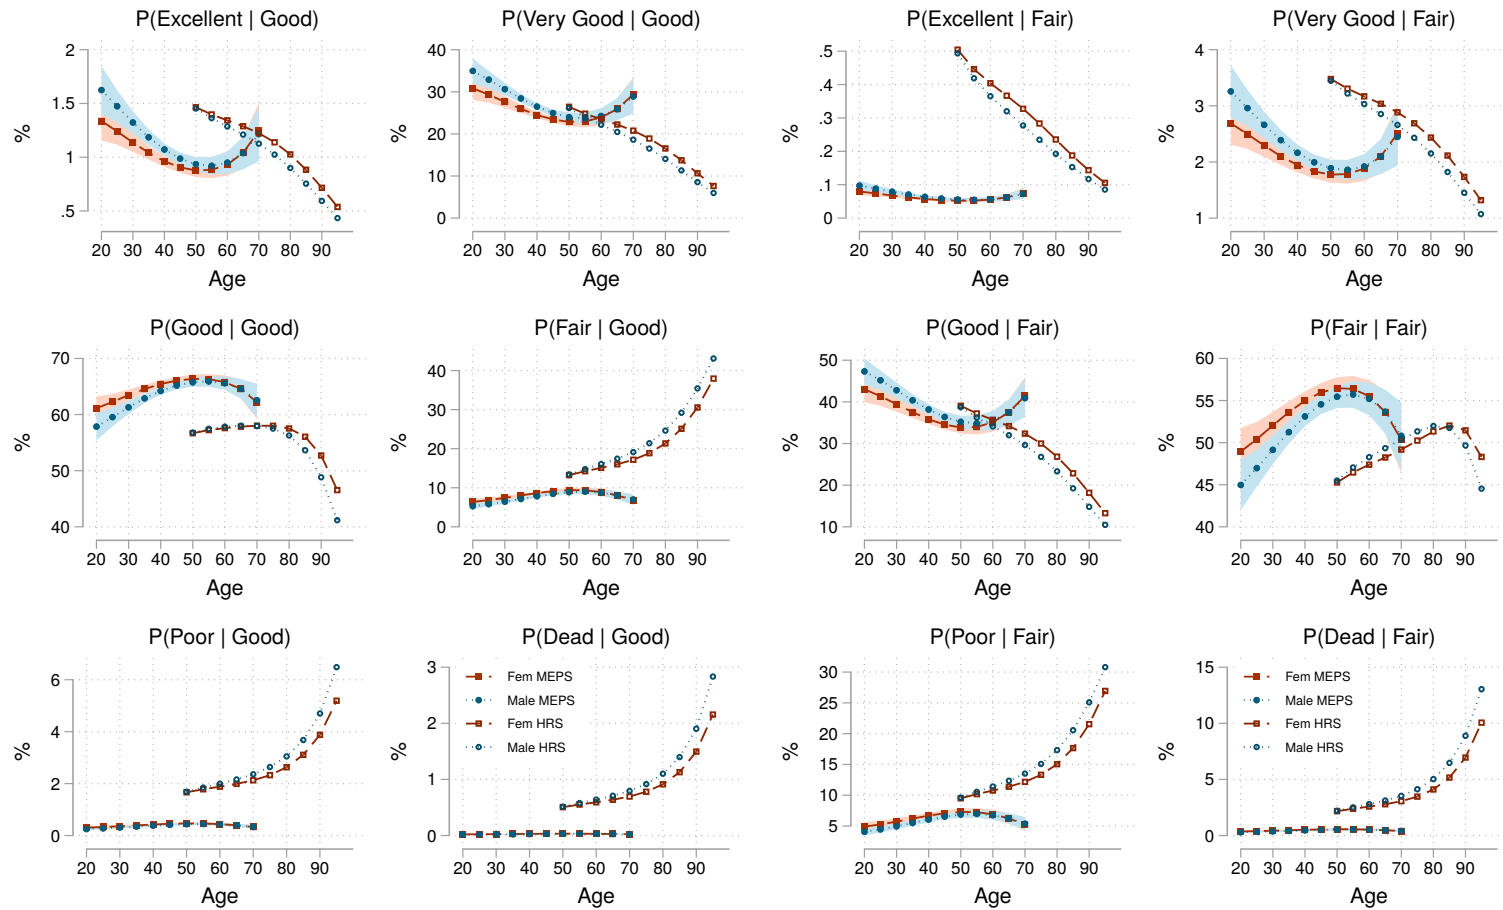 P(Excellent | Good)
2
1.5
1
.5
%
20 30 40 50 60 70 80 90
Age
P(Very Good | Good)
40
30
20
10
0
%
20 30 40 50 60 70 80 90
Age
P(Excellent | Fair)
.5
.4
.3
.2
.1
0
%
20 30 40 50 60 70 80 90
Age
P(Very Good | Fair)
4
3
2
1
%
20 30 40 50 60 70 80 90
Age
P(Good | Good)
70
60
50
40
%
20 30 40 50 60 70 80 90
Age
P(Fair | Good)
40
30
20
10
0
%
20 30 40 50 60 70 80 90
Age
P(Good | Fair)
50
40
30
20
10
%
20 30 40 50 60 70 80 90
Age
P(Fair | Fair)
60
55
50
45
40
%
20 30 40 50 60 70 80 90
Age
P(Poor | Good)
6
4
2
0
%
20 30 40 50 60 70 80 90
Age
P(Dead | Good)
3
2
1
0
%
Fem MEPS
Male MEPS
Fem HRS
Male HRS
20 30 40 50 60 70 80 90
Age
P(Poor | Fair)
30
25
20
15
10
5
%
20 30 40 50 60 70 80 90
Age
P(Dead | Fair)
15
10
5
0
%
Fem MEPS
Male MEPS
Fem HRS
Male HRS
20 30 40 50 60 70 80 90
Age